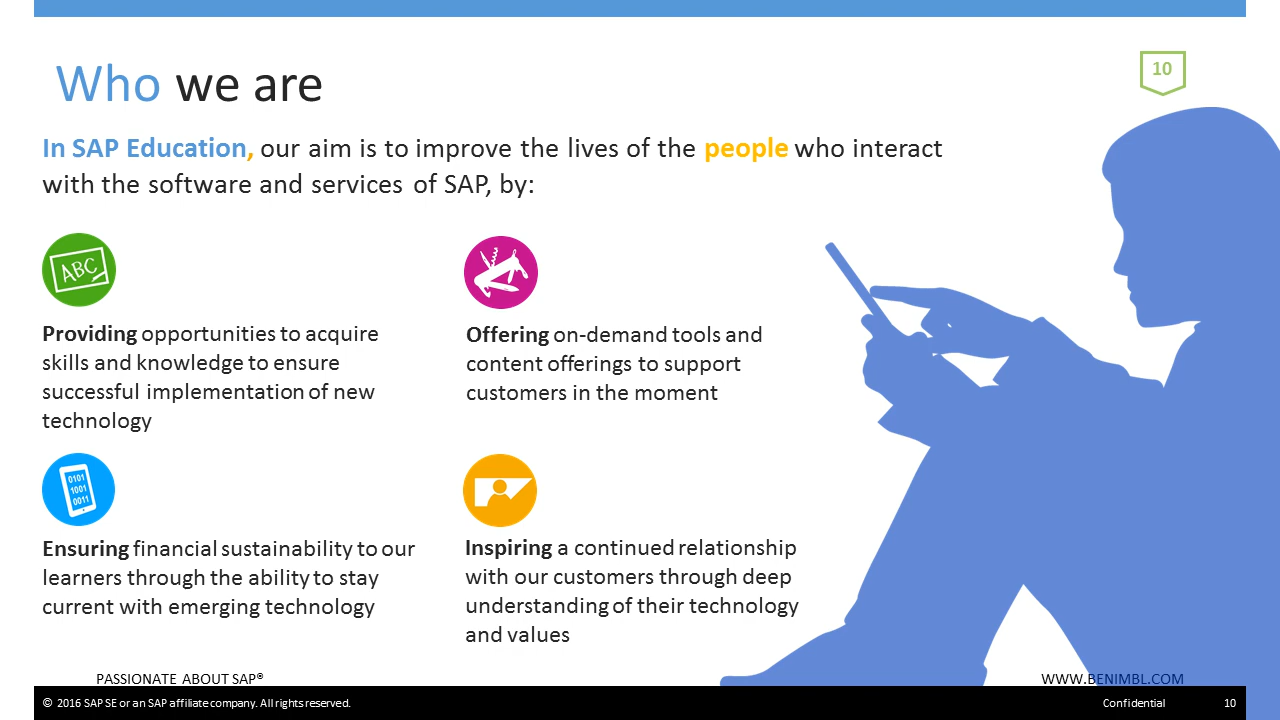 Who we are
10
In SAP Education, our aim is to improve the lives of the people who interact
with the software and services of SAP, by:
ABC
Providing opportunities to acquire
skills and knowledge to ensure
successful implementation of new
technology
Offering on-demand tools and
content offerings to support
customers in the moment
0101
1001
0011
Ensuring financial sustainability to our
learners through the ability to stay
current with emerging technology
Inspiring a continued relationship
with our customers through deep
understanding of their technology
and values
PASSIONATE ABOUT SAP®
WWW.BENIMBL.COM
© 2016 SAP SE or an SAP affiliate company. All rights reserved.
Confidential
10